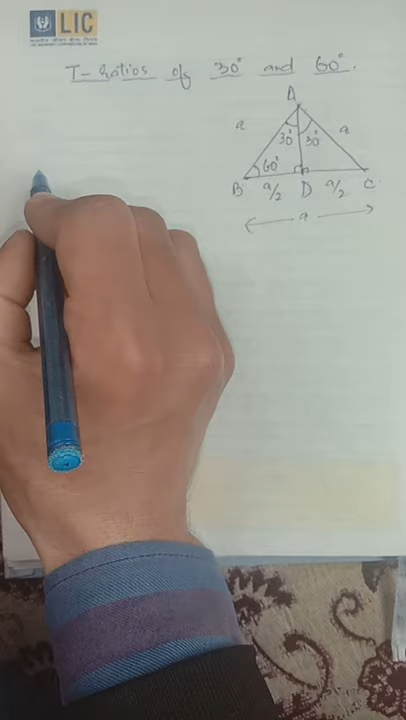 LIC
T-ratios of 30° and 60°.
A
a
30° 30°
a
60°
B a/2 D a/2 C
a